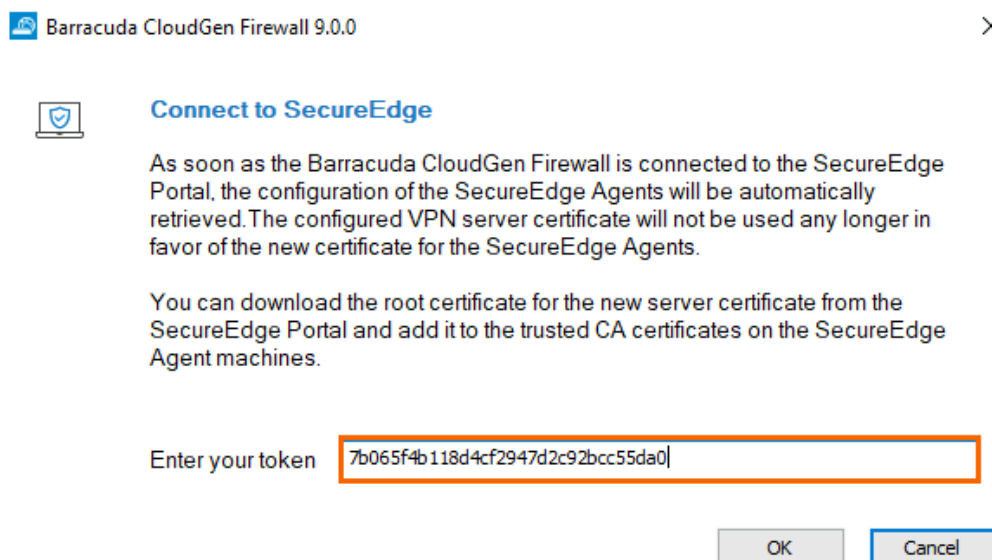 Barracuda CloudGen Firewall 9.0.0
Connect to SecureEdge
As soon as the Barracuda CloudGen Firewall is connected to the SecureEdge
Portal, the configuration of the SecureEdge Agents will be automatically
retrieved.The configured VPN server certificate will not be used any longer in
favor of the new certificate for the SecureEdge Agents.
You can download the root certificate for the new server certificate from the
SecureEdge Portal and add it to the trusted CA certificates on the SecureEdge
Agent machines.
Enter your token 7b065f4b118d4cf2947d2c92bcc55da0
OK Cancel